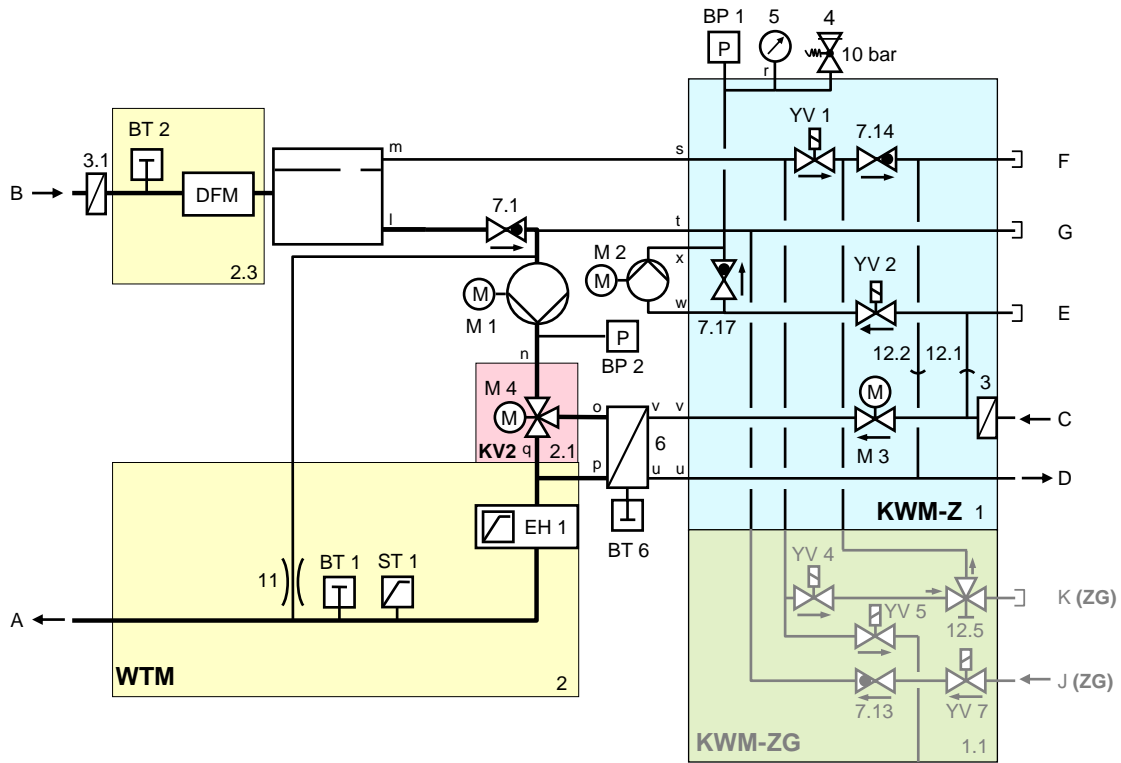 BP 1
5
4
P
10 bar
r
YV 1
7.14
BT 2
3.1
m
s
F
B
DFM
l
7.1
t
G
M 2
x
YV 2
2.3
M
M
w
E
M 1
7.17
P
n
BP 2
12.2
12.1
M 4
M
3
M
o
v
v
C
KV2
q
2.1
6
M 3
p
u
u
D
KWM-Z
1
EH 1
BT 6
YV 4
11
BT 1
ST 1
K (ZG)
YV 5
A
12.5
WTM
2
J (ZG)
7.13
YV 7
KWM-ZG
1.1